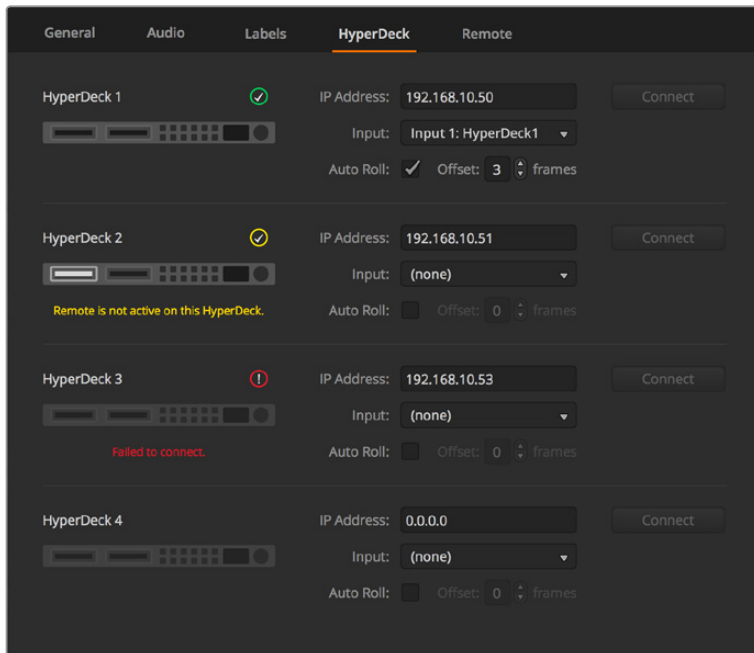 General Audio Labels HyperDeck Remote
HyperDeck 1 IP Address: 192.168.10.50 Connect
Input: Input 1: HyperDeck1
Auto Roll: Offset: 3 frames
HyperDeck 2 IP Address: 192.168.10.51 Connect
Input: (none)
Remote is not active on this HyperDeck. Auto Roll: Offset: 0 frames
HyperDeck 3 IP Address: 192.168.10.53 Connect
Input: (none)
Failed to connect. Auto Roll: Offset: 0 frames
HyperDeck 4 IP Address: 0.0.0.0 Connect
Input: (none)
Auto Roll: Offset: 0 frames